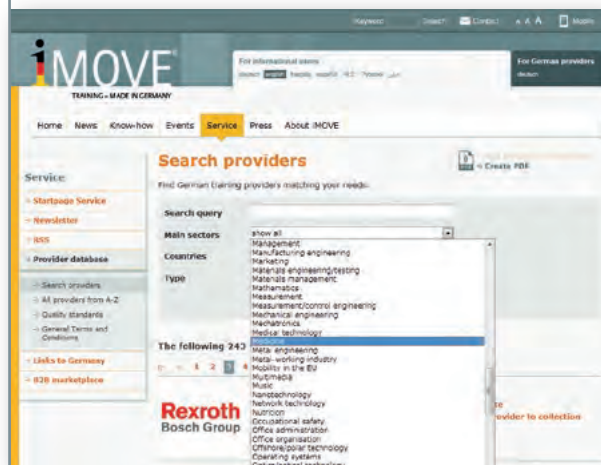 Keyword Search Contact A A A Mobile
iMOVE
TRAINING – MADE IN GERMANY
For international users
deutsch english français español
For German providers
deutsch
Home News Know-how Events Service Press About iMOVE
Service
Startpage Service
Newsletter
RSS
Provider database
Search providers
All providers from A-Z
Quality standards
General Terms and
Conditions
Links to Germany
B2B marketplace
Search providers
Create PDF
Find German training providers matching your needs.
Search query
Main sectors show all
Countries
Type
Management
Manufacturing engineering
Marketing
Materials engineering/testing
Materials management
Mathematics
Measurement
Measurement/control engineering
Mechanical engineering
Mechatronics
Medical technology
Medicine
Metal engineering
Metal-working industry
Mobility in the EU
Multimedia
Music
Nanotechnology
Network technology
Nutrition
Occupational safety
Office administration
Office organisation
Offshore/polar technology
Operating systems
The following 243
1 2 3 4
Rexroth
Bosch Group
ovider to collection